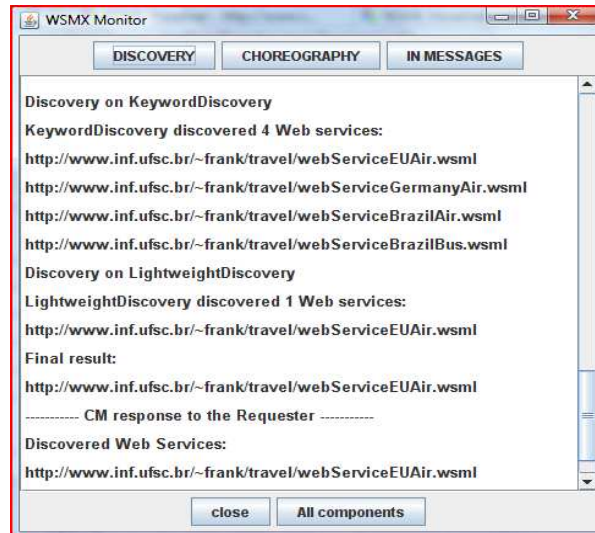 WSMX Monitor
DISCOVERY CHOREOGRAPHY IN MESSAGES
Discovery on KeywordDiscovery
KeywordDiscovery discovered 4 Web services:
http://www.inf.ufsc.br/~frank/travel/webServiceEUAir.wsml
http://www.inf.ufsc.br/~frank/travel/webServiceGermanyAir.wsml
http://www.inf.ufsc.br/~frank/travel/webServiceBrazilAir.wsml
http://www.inf.ufsc.br/~frank/travel/webServiceBrazilBus.wsml
Discovery on LightweightDiscovery
LightweightDiscovery discovered 1 Web services:
http://www.inf.ufsc.br/~frank/travel/webServiceEUAir.wsml
Final result:
http://www.inf.ufsc.br/~frank/travel/webServiceEUAir.wsml
----------- CM response to the Requester -----------
Discovered Web Services:
http://www.inf.ufsc.br/~frank/travel/webServiceEUAir.wsml
close All components